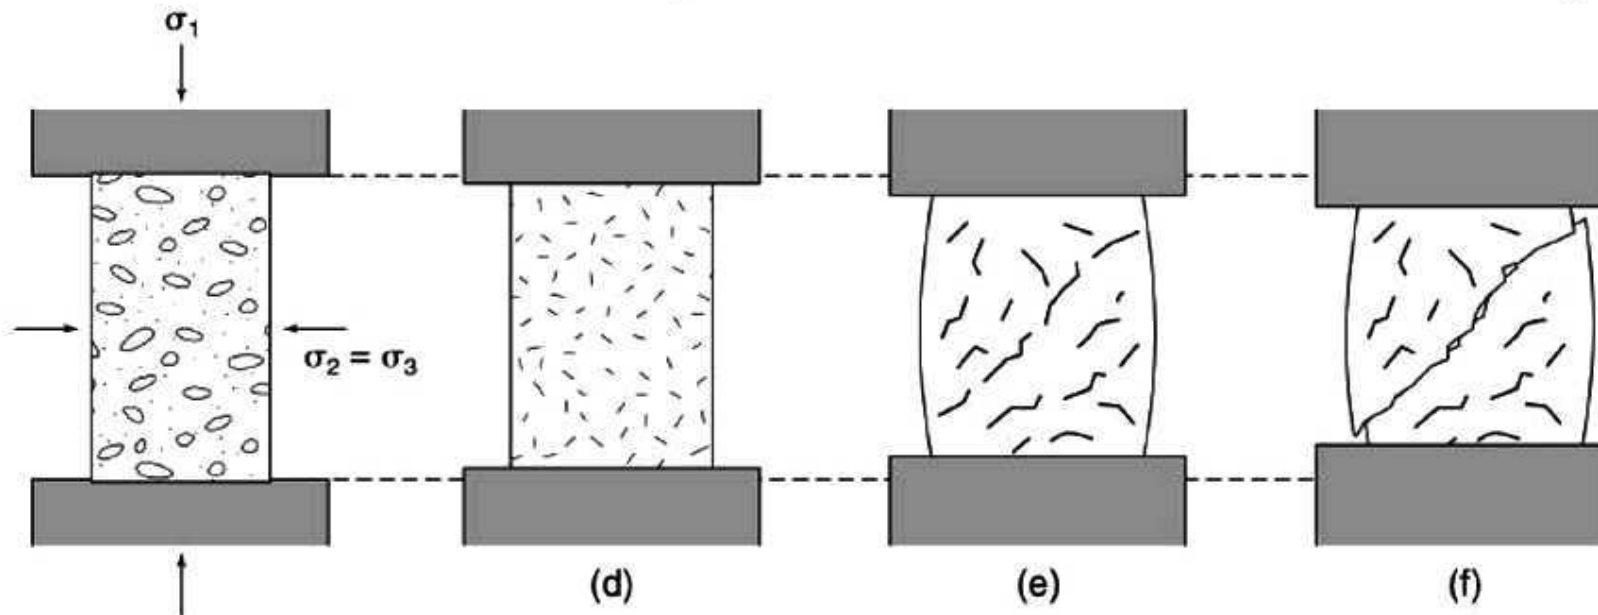 σ₁
σ₂ = σ₃
(d)
(e)
(f)